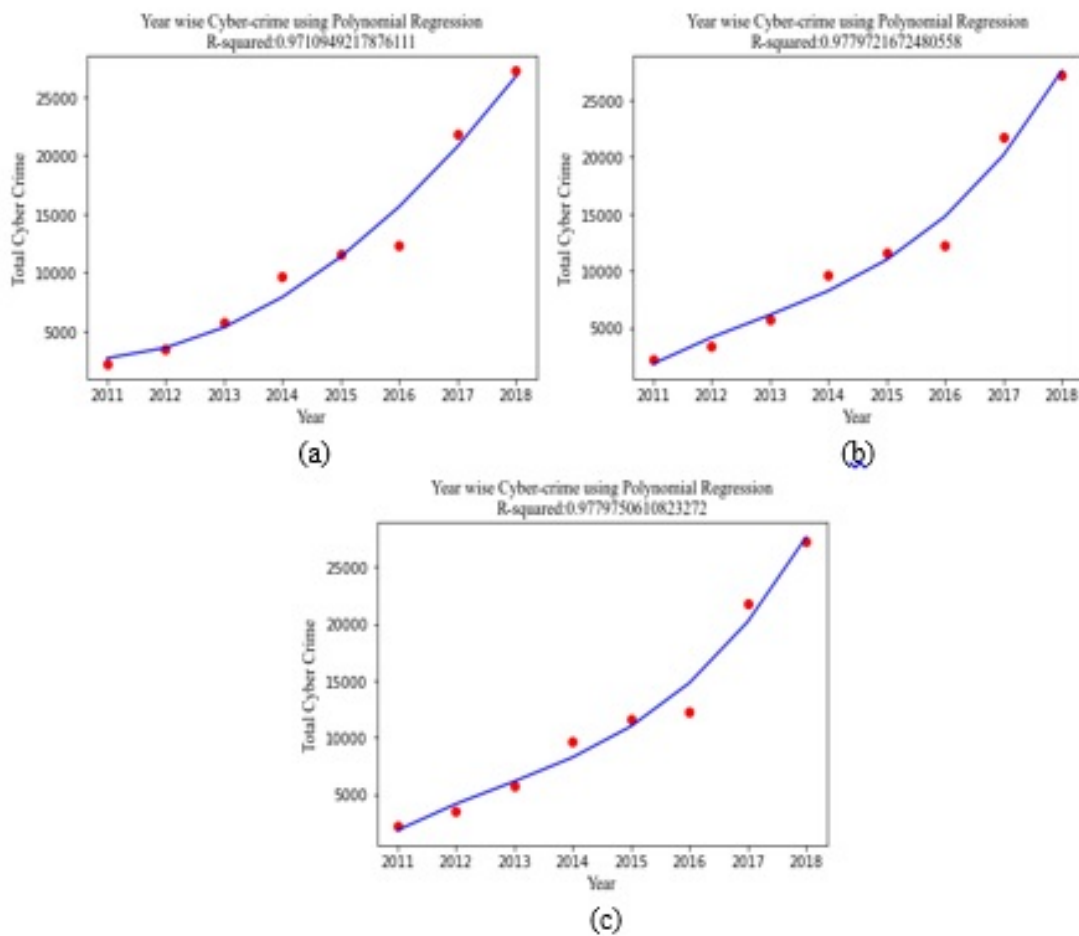 Year wise Cyber-crime using Polynomial Regression
R-squared:0.9710949217876111
Total Cyber Crime
25000
20000
15000
10000
5000
2011 2012 2013 2014 2015 2016 2017 2018
Year
(a)
Year wise Cyber-crime using Polynomial Regression
R-squared:0.9779721672480558
Total Cyber Crime
25000
20000
15000
10000
5000
2011 2012 2013 2014 2015 2016 2017 2018
Year
(b)
Year wise Cyber-crime using Polynomial Regression
R-squared:0.9779750610823272
Total Cyber Crime
25000
20000
15000
10000
5000
2011 2012 2013 2014 2015 2016 2017 2018
Year
(c)